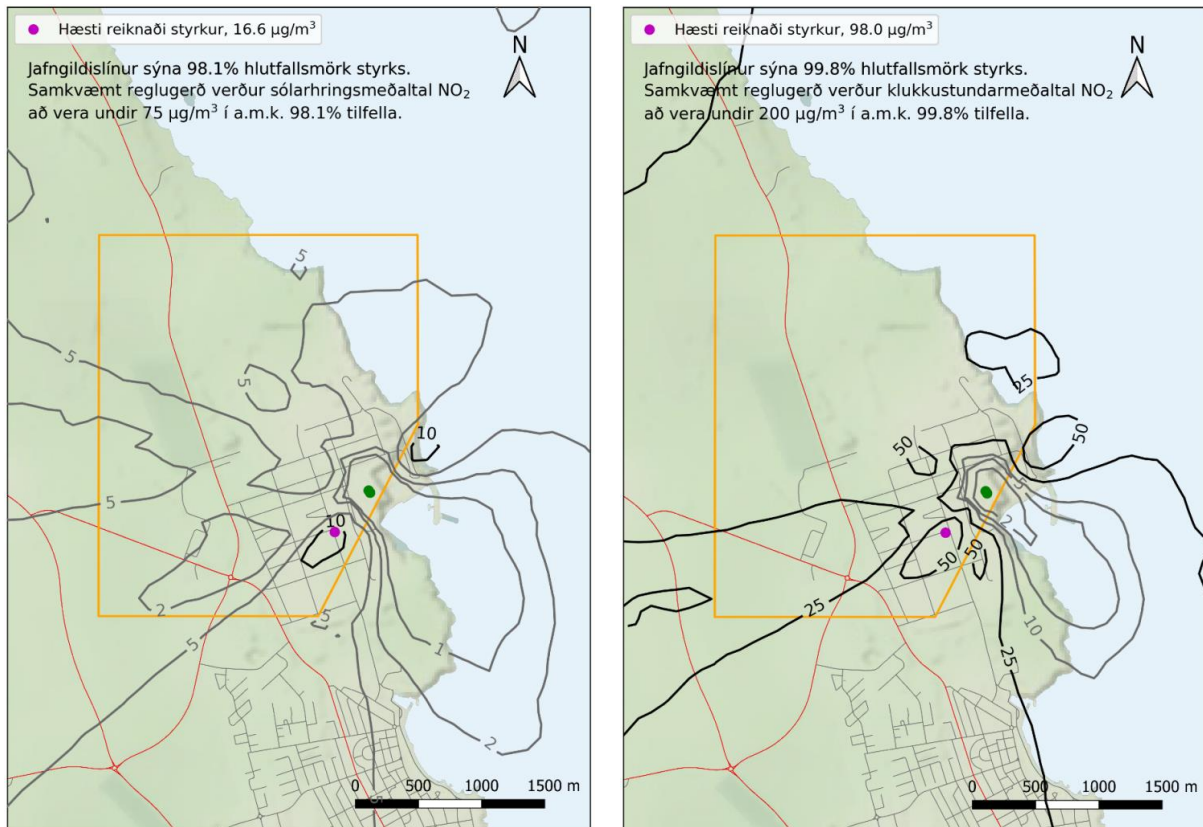 Hæsti reiknaði styrkur, 16.6 µg/m³
N
Jafngildislínur sýna 98.1% hlutfallsmörk styrks.
Samkvæmt reglugerð verður sólarhringsmeðaltal NO₂
að vera undir 75 µg/m³ í a.m.k. 98.1% tilfella.
5
5
5
10
5
10
2
5
5
1
2
5
0 500 1000 1500 m
Hæsti reiknaði styrkur, 98.0 µg/m³
N
Jafngildislínur sýna 99.8% hlutfallsmörk styrks.
Samkvæmt reglugerð verður klukkustundarmeðaltal NO₂
að vera undir 200 µg/m³ í a.m.k. 99.8% tilfella.
25
50
50
5
2
50
50
25
10
25
0 500 1000 1500 m